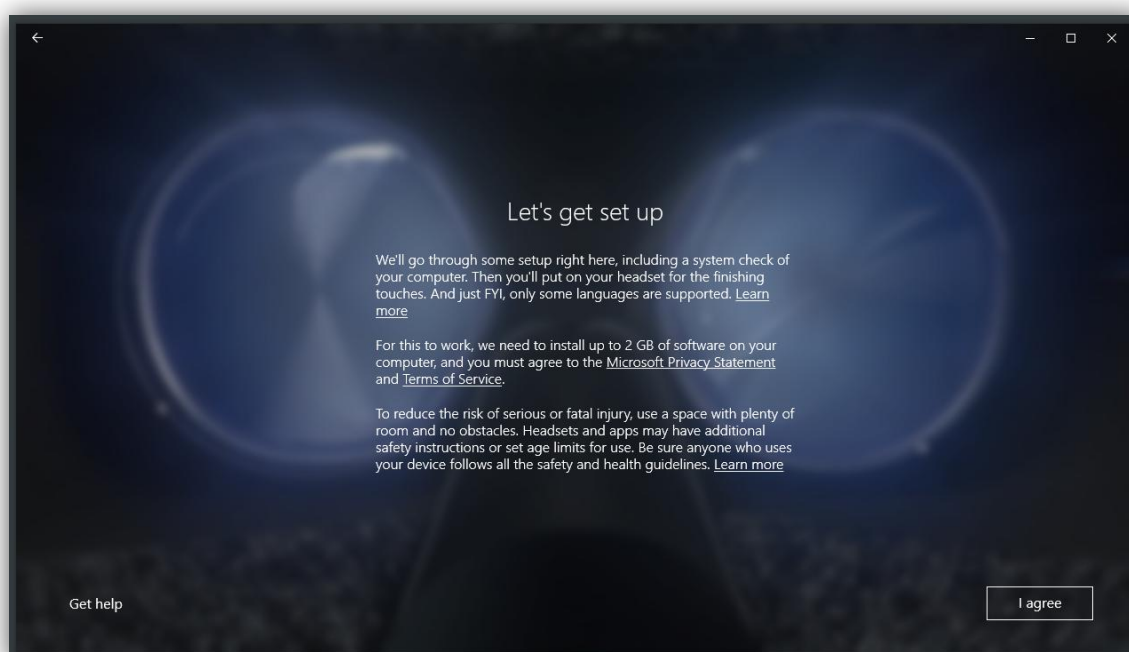 Let's get set up
We'll go through some setup right here, including a system check of
your computer. Then you'll put on your headset for the finishing
touches. And just FYI, only some languages are supported. Learn
more
For this to work, we need to install up to 2 GB of software on your
computer, and you must agree to the Microsoft Privacy Statement
and Terms of Service.
To reduce the risk of serious or fatal injury, use a space with plenty of
room and no obstacles. Headsets and apps may have additional
safety instructions or set age limits for use. Be sure anyone who uses
your device follows all the safety and health guidelines. Learn more
Get help
I agree